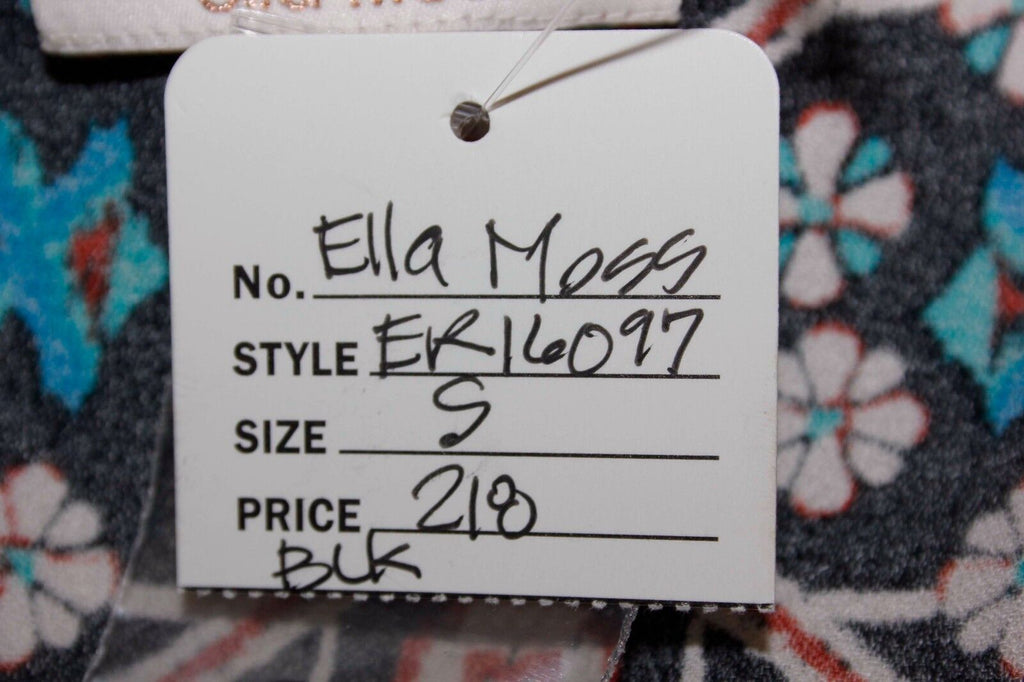 No. Ella Moss
STYLE ER16097
SIZE S
PRICE 218
BLK